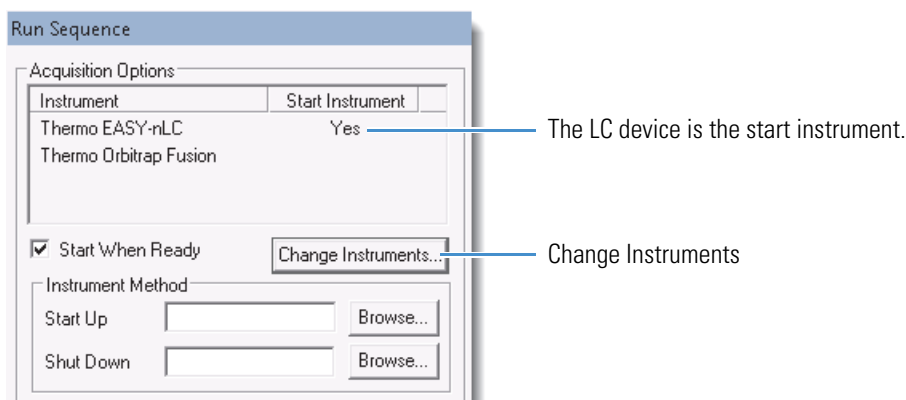 Run Sequence
Acquisition Options
Instrument Start Instrument
Thermo EASY-nLC Yes
The LC device is the start instrument.
Thermo Orbitrap Fusion
Start When Ready Change Instruments...
Change Instruments
Instrument Method
Start Up Browse...
Shut Down Browse...